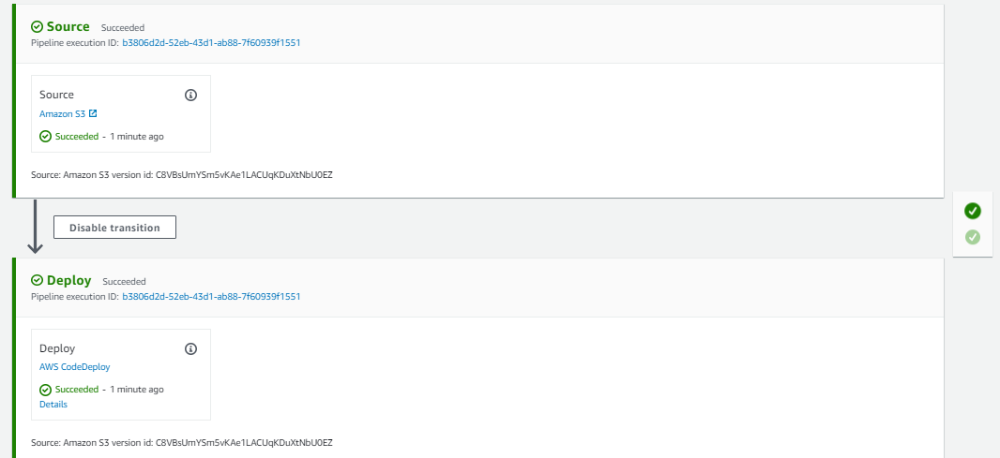 Source Succeeded
Pipeline execution ID: b3806d2d-52eb-43d1-ab88-7f60939f1551
Source
Amazon S3
Succeeded - 1 minute ago
Source: Amazon S3 version id: C8VBsUmYSm5vKAe1LACUqKDuXtNbU0EZ
Disable transition
Deploy Succeeded
Pipeline execution ID: b3806d2d-52eb-43d1-ab88-7f60939f1551
Deploy
AWS CodeDeploy
Succeeded - 1 minute ago
Details
Source: Amazon S3 version id: C8VBsUmYSm5vKAe1LACUqKDuXtNbU0EZ